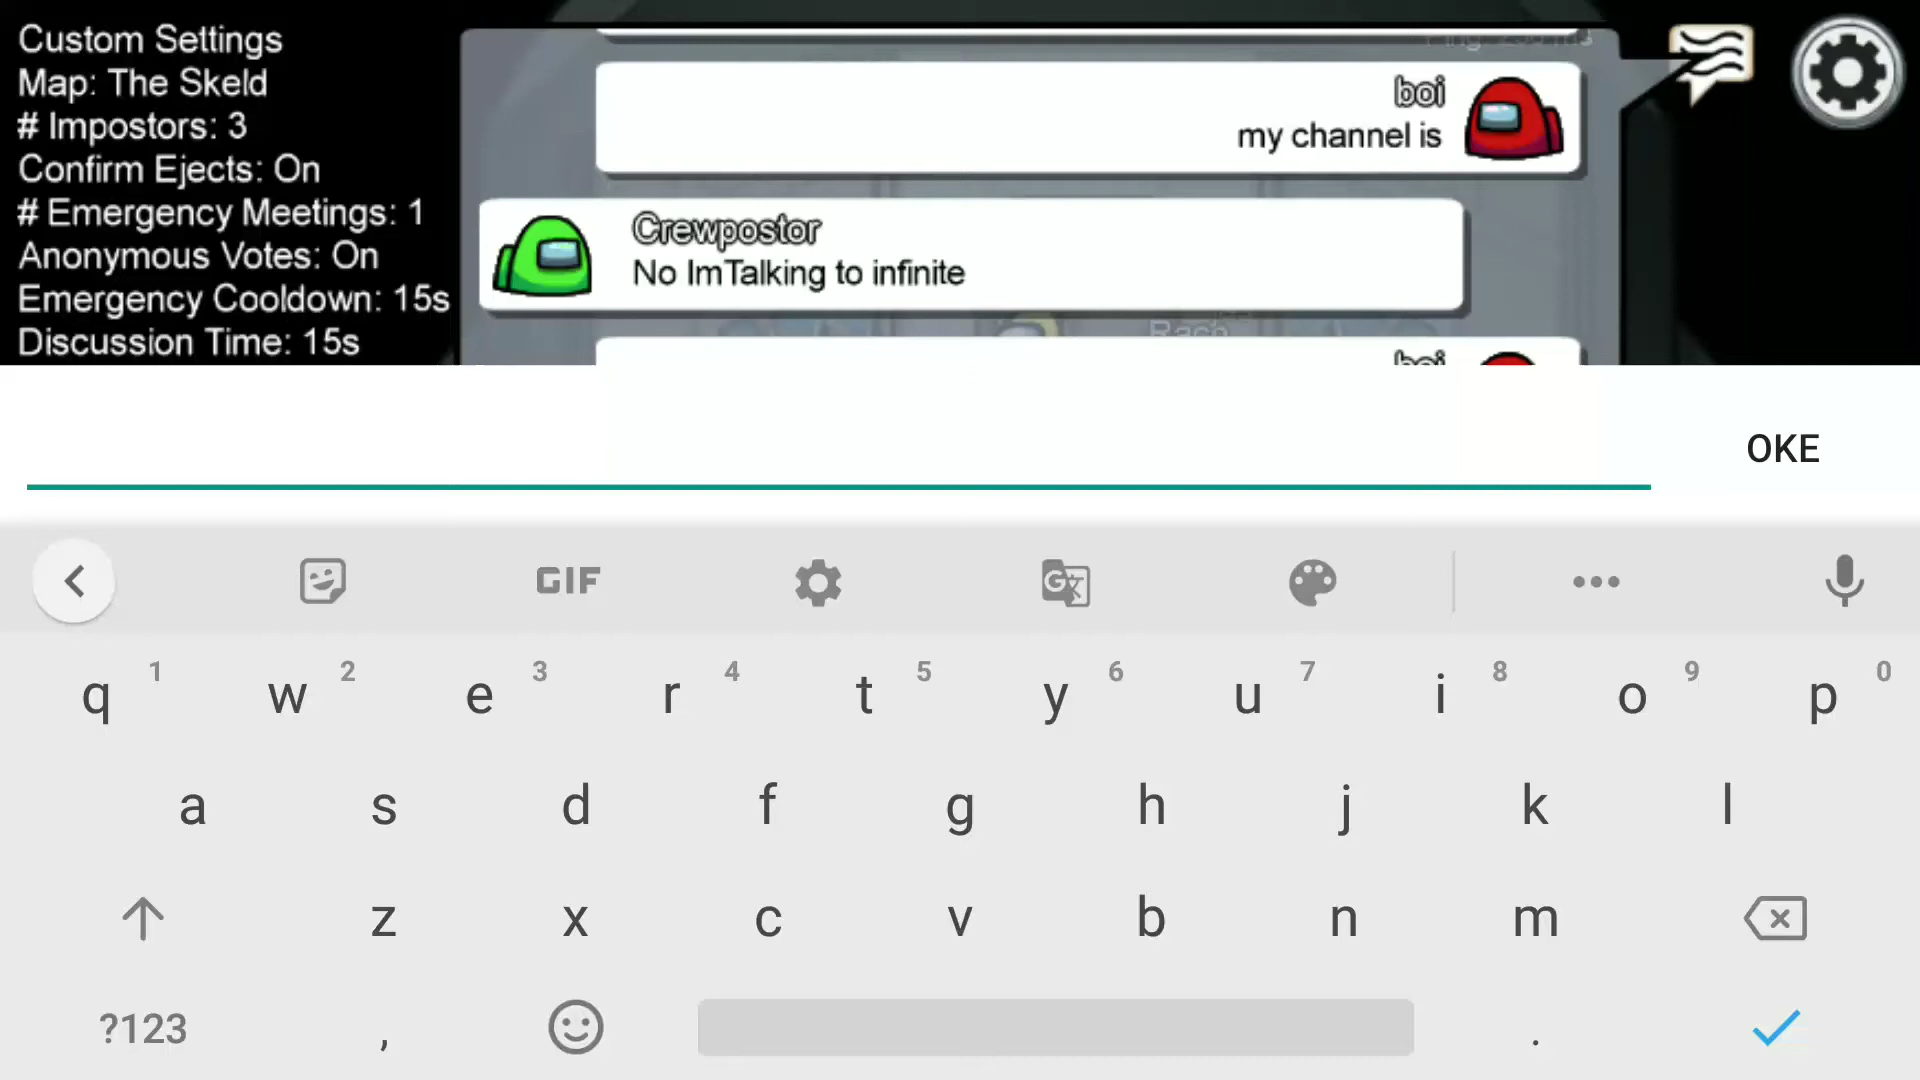 Custom Settings
Map: The Skeld
# Impostors: 3
Confirm Ejects: On
# Emergency Meetings: 1
Anonymous Votes: On
Emergency Cooldown: 15s
Discussion Time: 15s
boi
my channel is
Crewpostor
No ImTalking to infinite
boi
OKE
GIF
q 1 w 2 e 3 r 4 t 5 y 6 u 7 i 8 o 9 p 0
a s d f g h j k l
z x c v b n m
?123 , .